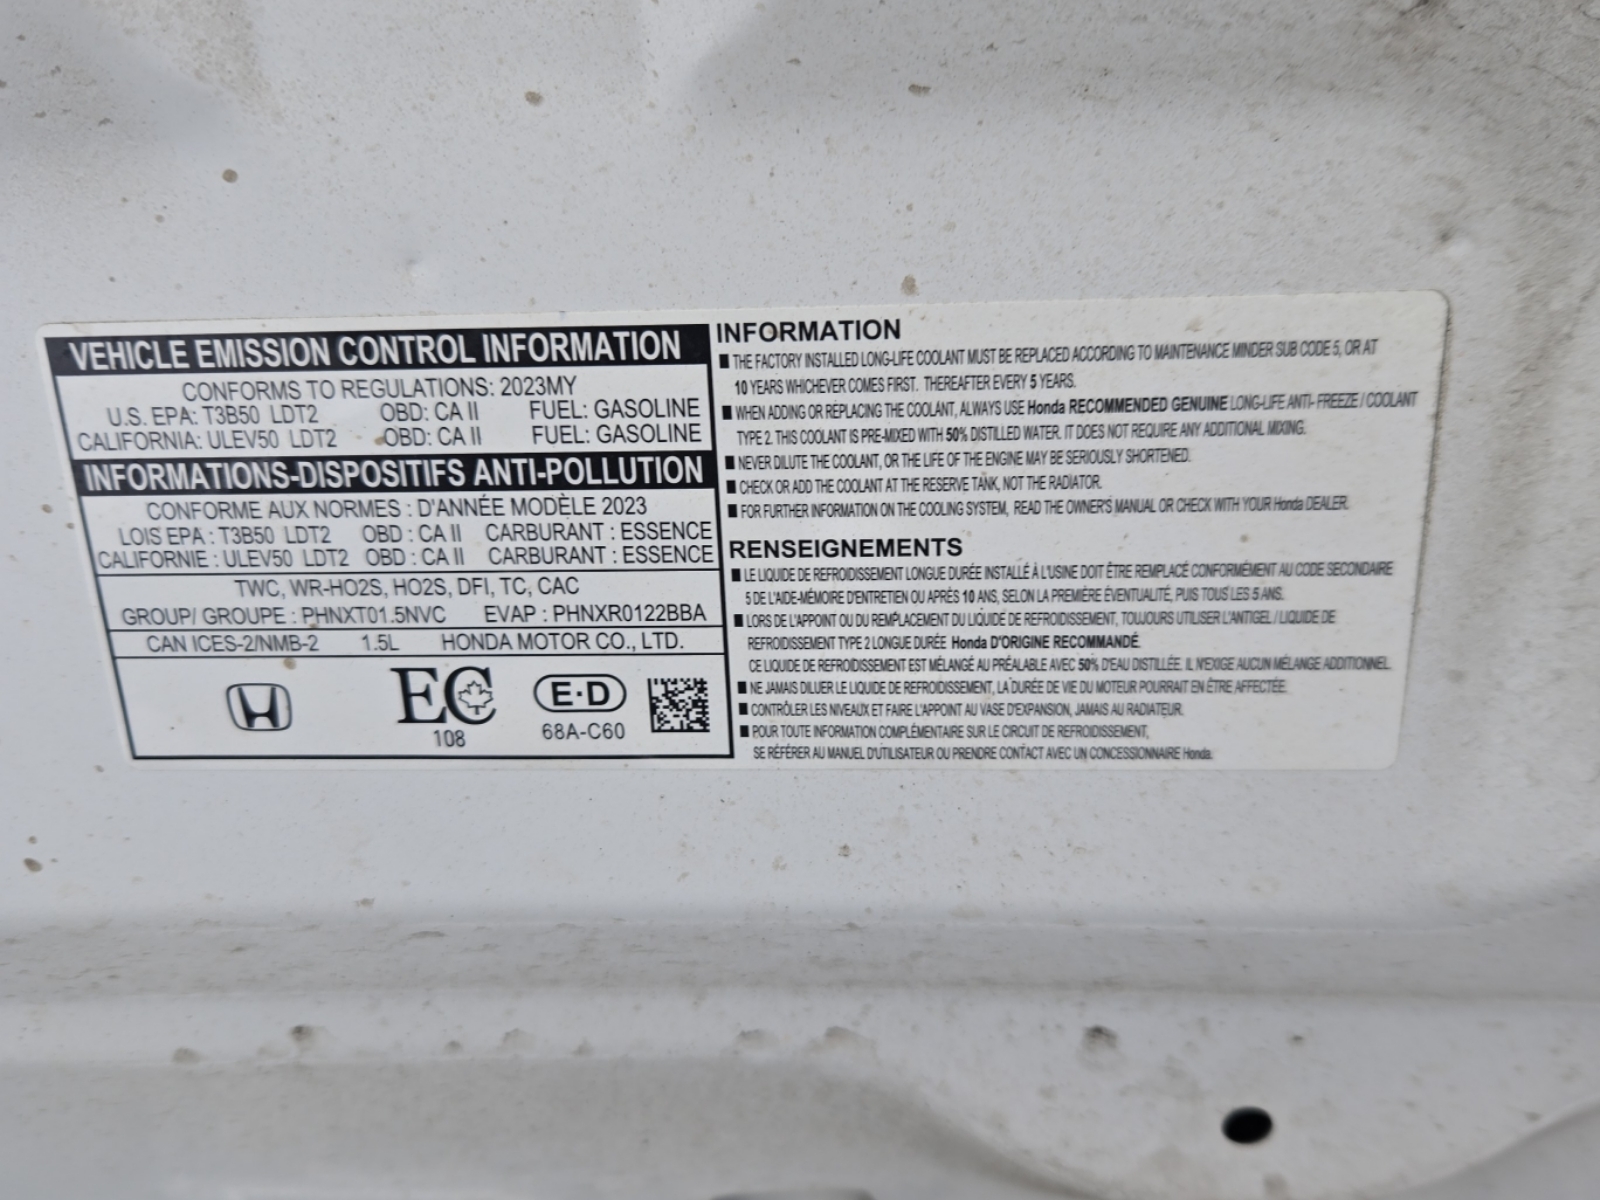 VEHICLE EMISSION CONTROL INFORMATION
CONFORMS TO REGULATIONS: 2023MY
U.S. EPA: T3B50 LDT2 OBD: CA II FUEL: GASOLINE
CALIFORNIA: ULEV50 LDT2 OBD: CA II FUEL: GASOLINE
INFORMATIONS-DISPOSITIFS ANTI-POLLUTION
CONFORME AUX NORMES : D'ANNÉE MODÈLE 2023
LOIS EPA : T3B50 LDT2 OBD : CA II CARBURANT : ESSENCE
CALIFORNIE : ULEV50 LDT2 OBD : CA II CARBURANT : ESSENCE
TWC, WR-HO2S, HO2S, DFI, TC, CAC
GROUP/ GROUPE : PHNXT01.5NVC EVAP : PHNXR0122BBA
CAN ICES-2/NMB-2 1.5L HONDA MOTOR CO., LTD.
EC
108
E·D
68A-C60
INFORMATION
■ THE FACTORY INSTALLED LONG-LIFE COOLANT MUST BE REPLACED ACCORDING TO MAINTENANCE MINDER SUB CODE 5, OR AT
10 YEARS WHICHEVER COMES FIRST. THEREAFTER EVERY 5 YEARS.
■ WHEN ADDING OR REPLACING THE COOLANT, ALWAYS USE Honda RECOMMENDED GENUINE LONG-LIFE ANTI- FREEZE / COOLANT
TYPE 2. THIS COOLANT IS PRE-MIXED WITH 50% DISTILLED WATER. IT DOES NOT REQUIRE ANY ADDITIONAL MIXING.
■ NEVER DILUTE THE COOLANT, OR THE LIFE OF THE ENGINE MAY BE SERIOUSLY SHORTENED.
■ CHECK OR ADD THE COOLANT AT THE RESERVE TANK, NOT THE RADIATOR.
■ FOR FURTHER INFORMATION ON THE COOLING SYSTEM, READ THE OWNER'S MANUAL OR CHECK WITH YOUR Honda DEALER.
RENSEIGNEMENTS
■ LE LIQUIDE DE REFROIDISSEMENT LONGUE DURÉE INSTALLÉ À L'USINE DOIT ÊTRE REMPLACÉ CONFORMÉMENT AU CODE SECONDAIRE
5 DE L'AIDE-MÉMOIRE D'ENTRETIEN OU APRÈS 10 ANS, SELON LA PREMIÈRE ÉVENTUALITÉ, PUIS TOUS LES 5 ANS.
■ LORS DE L'APPOINT OU DU REMPLACEMENT DU LIQUIDE DE REFROIDISSEMENT, TOUJOURS UTILISER L'ANTIGEL / LIQUIDE DE
REFROIDISSEMENT TYPE 2 LONGUE DURÉE Honda D'ORIGINE RECOMMANDÉ.
CE LIQUIDE DE REFROIDISSEMENT EST MÉLANGÉ AU PRÉALABLE AVEC 50% D'EAU DISTILLÉE. IL N'EXIGE AUCUN MÉLANGE ADDITIONNEL.
■ NE JAMAIS DILUER LE LIQUIDE DE REFROIDISSEMENT, LA DURÉE DE VIE DU MOTEUR POURRAIT EN ÊTRE AFFECTÉE.
■ CONTRÔLER LES NIVEAUX ET FAIRE L'APPOINT AU VASE D'EXPANSION, JAMAIS AU RADIATEUR.
■ POUR TOUTE INFORMATION COMPLÉMENTAIRE SUR LE CIRCUIT DE REFROIDISSEMENT,
SE RÉFÉRER AU MANUEL D'UTILISATEUR OU PRENDRE CONTACT AVEC UN CONCESSIONNAIRE Honda.